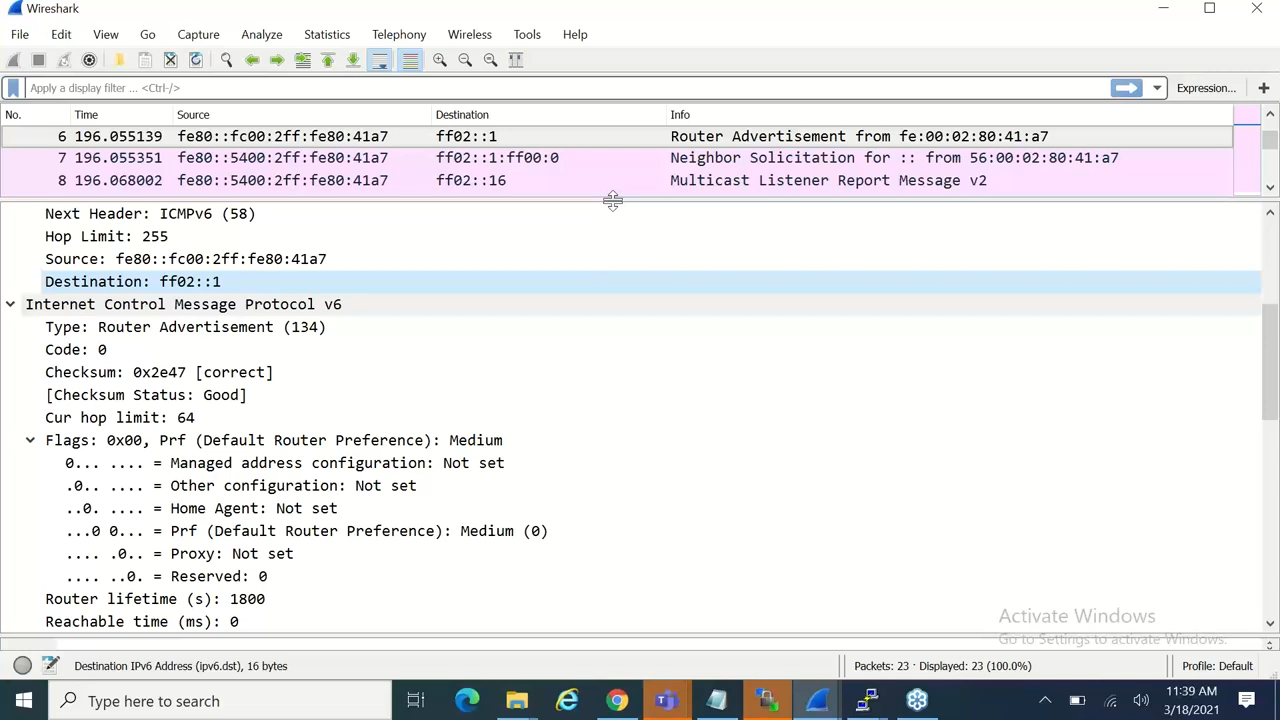 Wireshark
File Edit View Go Capture Analyze Statistics Telephony Wireless Tools Help
Apply a display filter ... <Ctrl-/> Expression... +
No. Time Source Destination Info
6 196.055139 fe80::fc00:2ff:fe80:41a7 ff02::1 Router Advertisement from fe:00:02:80:41:a7
7 196.055351 fe80::5400:2ff:fe80:41a7 ff02::1:ff00:0 Neighbor Solicitation for :: from 56:00:02:80:41:a7
8 196.068002 fe80::5400:2ff:fe80:41a7 ff02::16 Multicast Listener Report Message v2
Next Header: ICMPv6 (58)
Hop Limit: 255
Source: fe80::fc00:2ff:fe80:41a7
Destination: ff02::1
Internet Control Message Protocol v6
Type: Router Advertisement (134)
Code: 0
Checksum: 0x2e47 [correct]
[Checksum Status: Good]
Cur hop limit: 64
Flags: 0x00, Prf (Default Router Preference): Medium
0... .... = Managed address configuration: Not set
.0.. .... = Other configuration: Not set
..0. .... = Home Agent: Not set
...0 0... = Prf (Default Router Preference): Medium (0)
.... .0.. = Proxy: Not set
.... ..0. = Reserved: 0
Router lifetime (s): 1800
Reachable time (ms): 0
Activate Windows
Go to Settings to activate Windows.
Destination IPv6 Address (ipv6.dst), 16 bytes Packets: 23 · Displayed: 23 (100.0%) Profile: Default
Type here to search
11:39 AM
3/18/2021